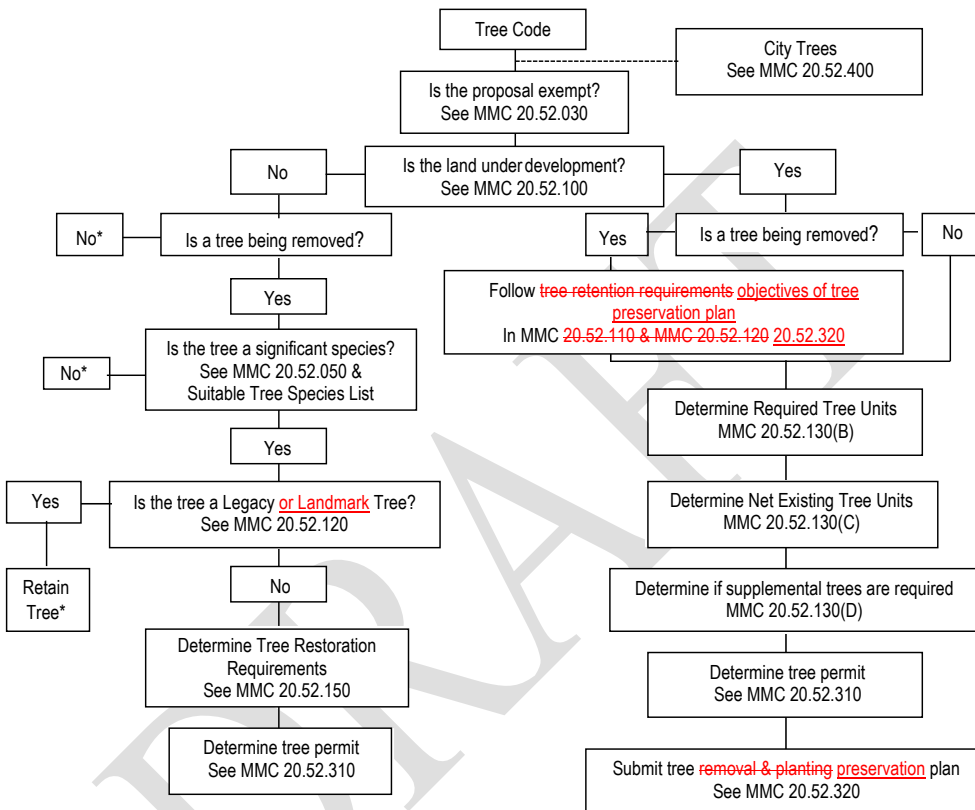 Tree Code
City Trees
See MMC 20.52.400
Is the proposal exempt?
See MMC 20.52.030
Is the land under development?
See MMC 20.52.100
No
Yes
No*
Is a tree being removed?
Yes
Is a tree being removed?
No
Yes
Follow tree retention requirements objectives of tree
preservation plan
In MMC 20.52.110 & MMC 20.52.120 20.52.320
Is the tree a significant species?
See MMC 20.52.050 &
Suitable Tree Species List
No*
Determine Required Tree Units
MMC 20.52.130(B)
Yes
Yes
Is the tree a Legacy or Landmark Tree?
See MMC 20.52.120
Determine Net Existing Tree Units
MMC 20.52.130(C)
Retain
Tree*
No
Determine if supplemental trees are required
MMC 20.52.130(D)
Determine Tree Restoration
Requirements
See MMC 20.52.150
Determine tree permit
See MMC 20.52.310
Determine tree permit
See MMC 20.52.310
Submit tree removal & planting preservation plan
See MMC 20.52.320
DRAFT